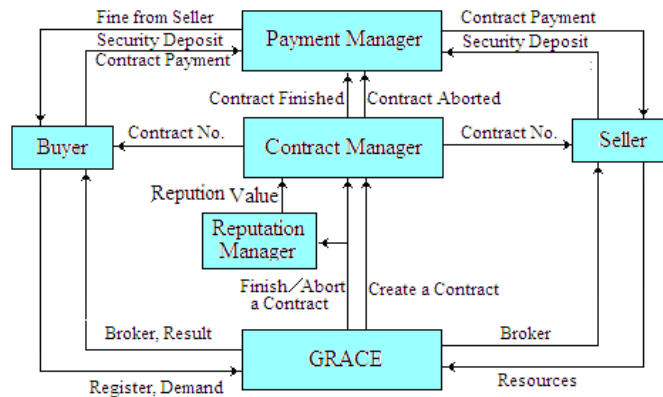 Fine from Seller
Contract Payment
Security Deposit
Payment Manager
Security Deposit
Contract Payment
Contract Finished
Contract Aborted
Buyer
Contract No.
Contract Manager
Contract No.
Seller
Repution Value
Reputation
Manager
Finish/Abort
a Contract
Create a Contract
Broker, Result
GRACE
Broker
Register, Demand
Resources